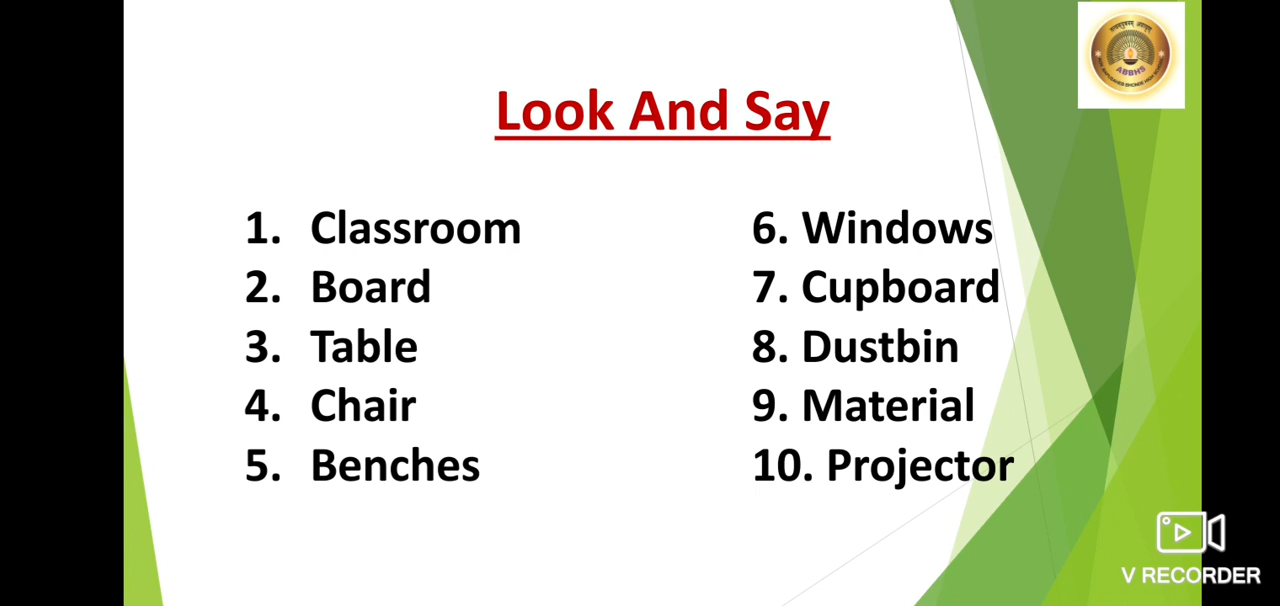 Look And Say
1. Classroom
2. Board
3. Table
4. Chair
5. Benches
6. Windows
7. Cupboard
8. Dustbin
9. Material
10. Projector
ABBHS
V RECORDER